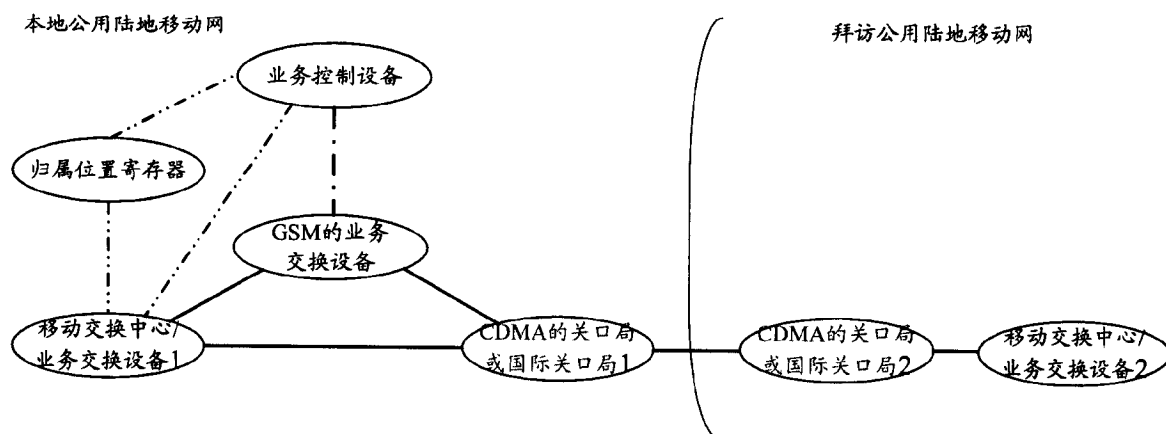 本地公用陆地移动网
拜访公用陆地移动网
业务控制设备
归属位置寄存器
GSM的业务
交换设备
移动交换中心/
业务交换设备1
CDMA的关口局
或国际关口局1
CDMA的关口局
或国际关口局2
移动交换中心/
业务交换设备2